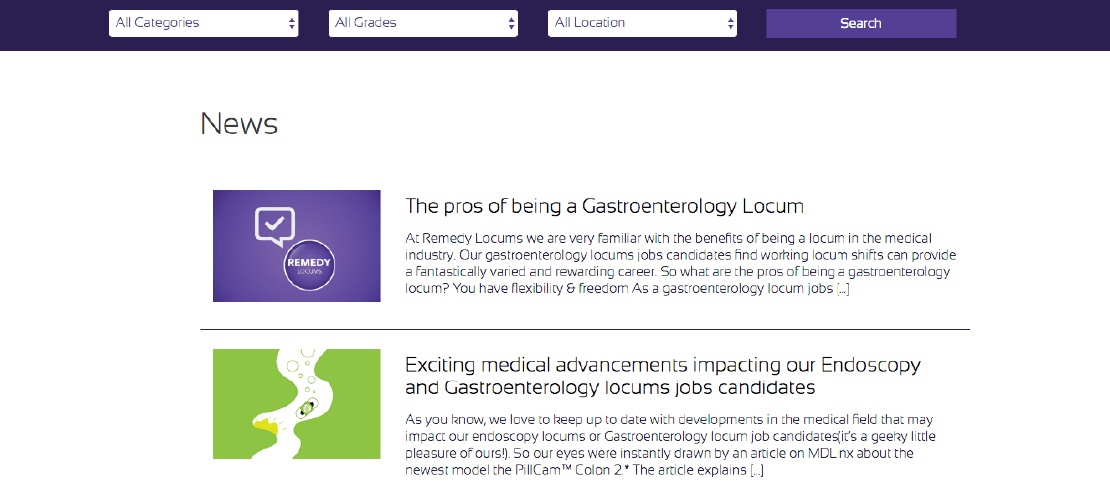 All Categories
All Grades
All Location
Search
News
REMEDY
LOCUMS
The pros of being a Gastroenterology Locum
At Remedy Locums we are very familiar with the benefits of being a locum in the medical
industry. Our gastroenterology locums jobs candidates find working locum shifts can provide
a fantastically varied and rewarding career. So what are the pros of being a gastroenterology
locum? You have flexibility & freedom As a gastroenterology locum jobs [...]
Exciting medical advancements impacting our Endoscopy
and Gastroenterology locums jobs candidates
As you know, we love to keep up to date with developments in the medical field that may
impact our endoscopy locums or Gastroenterology locum job candidates(it's a geeky little
pleasure of ours!). So our eyes were instantly drawn by an article on MDLinx about the
newest model the PillCam™ Colon 2.* The article explains [...]